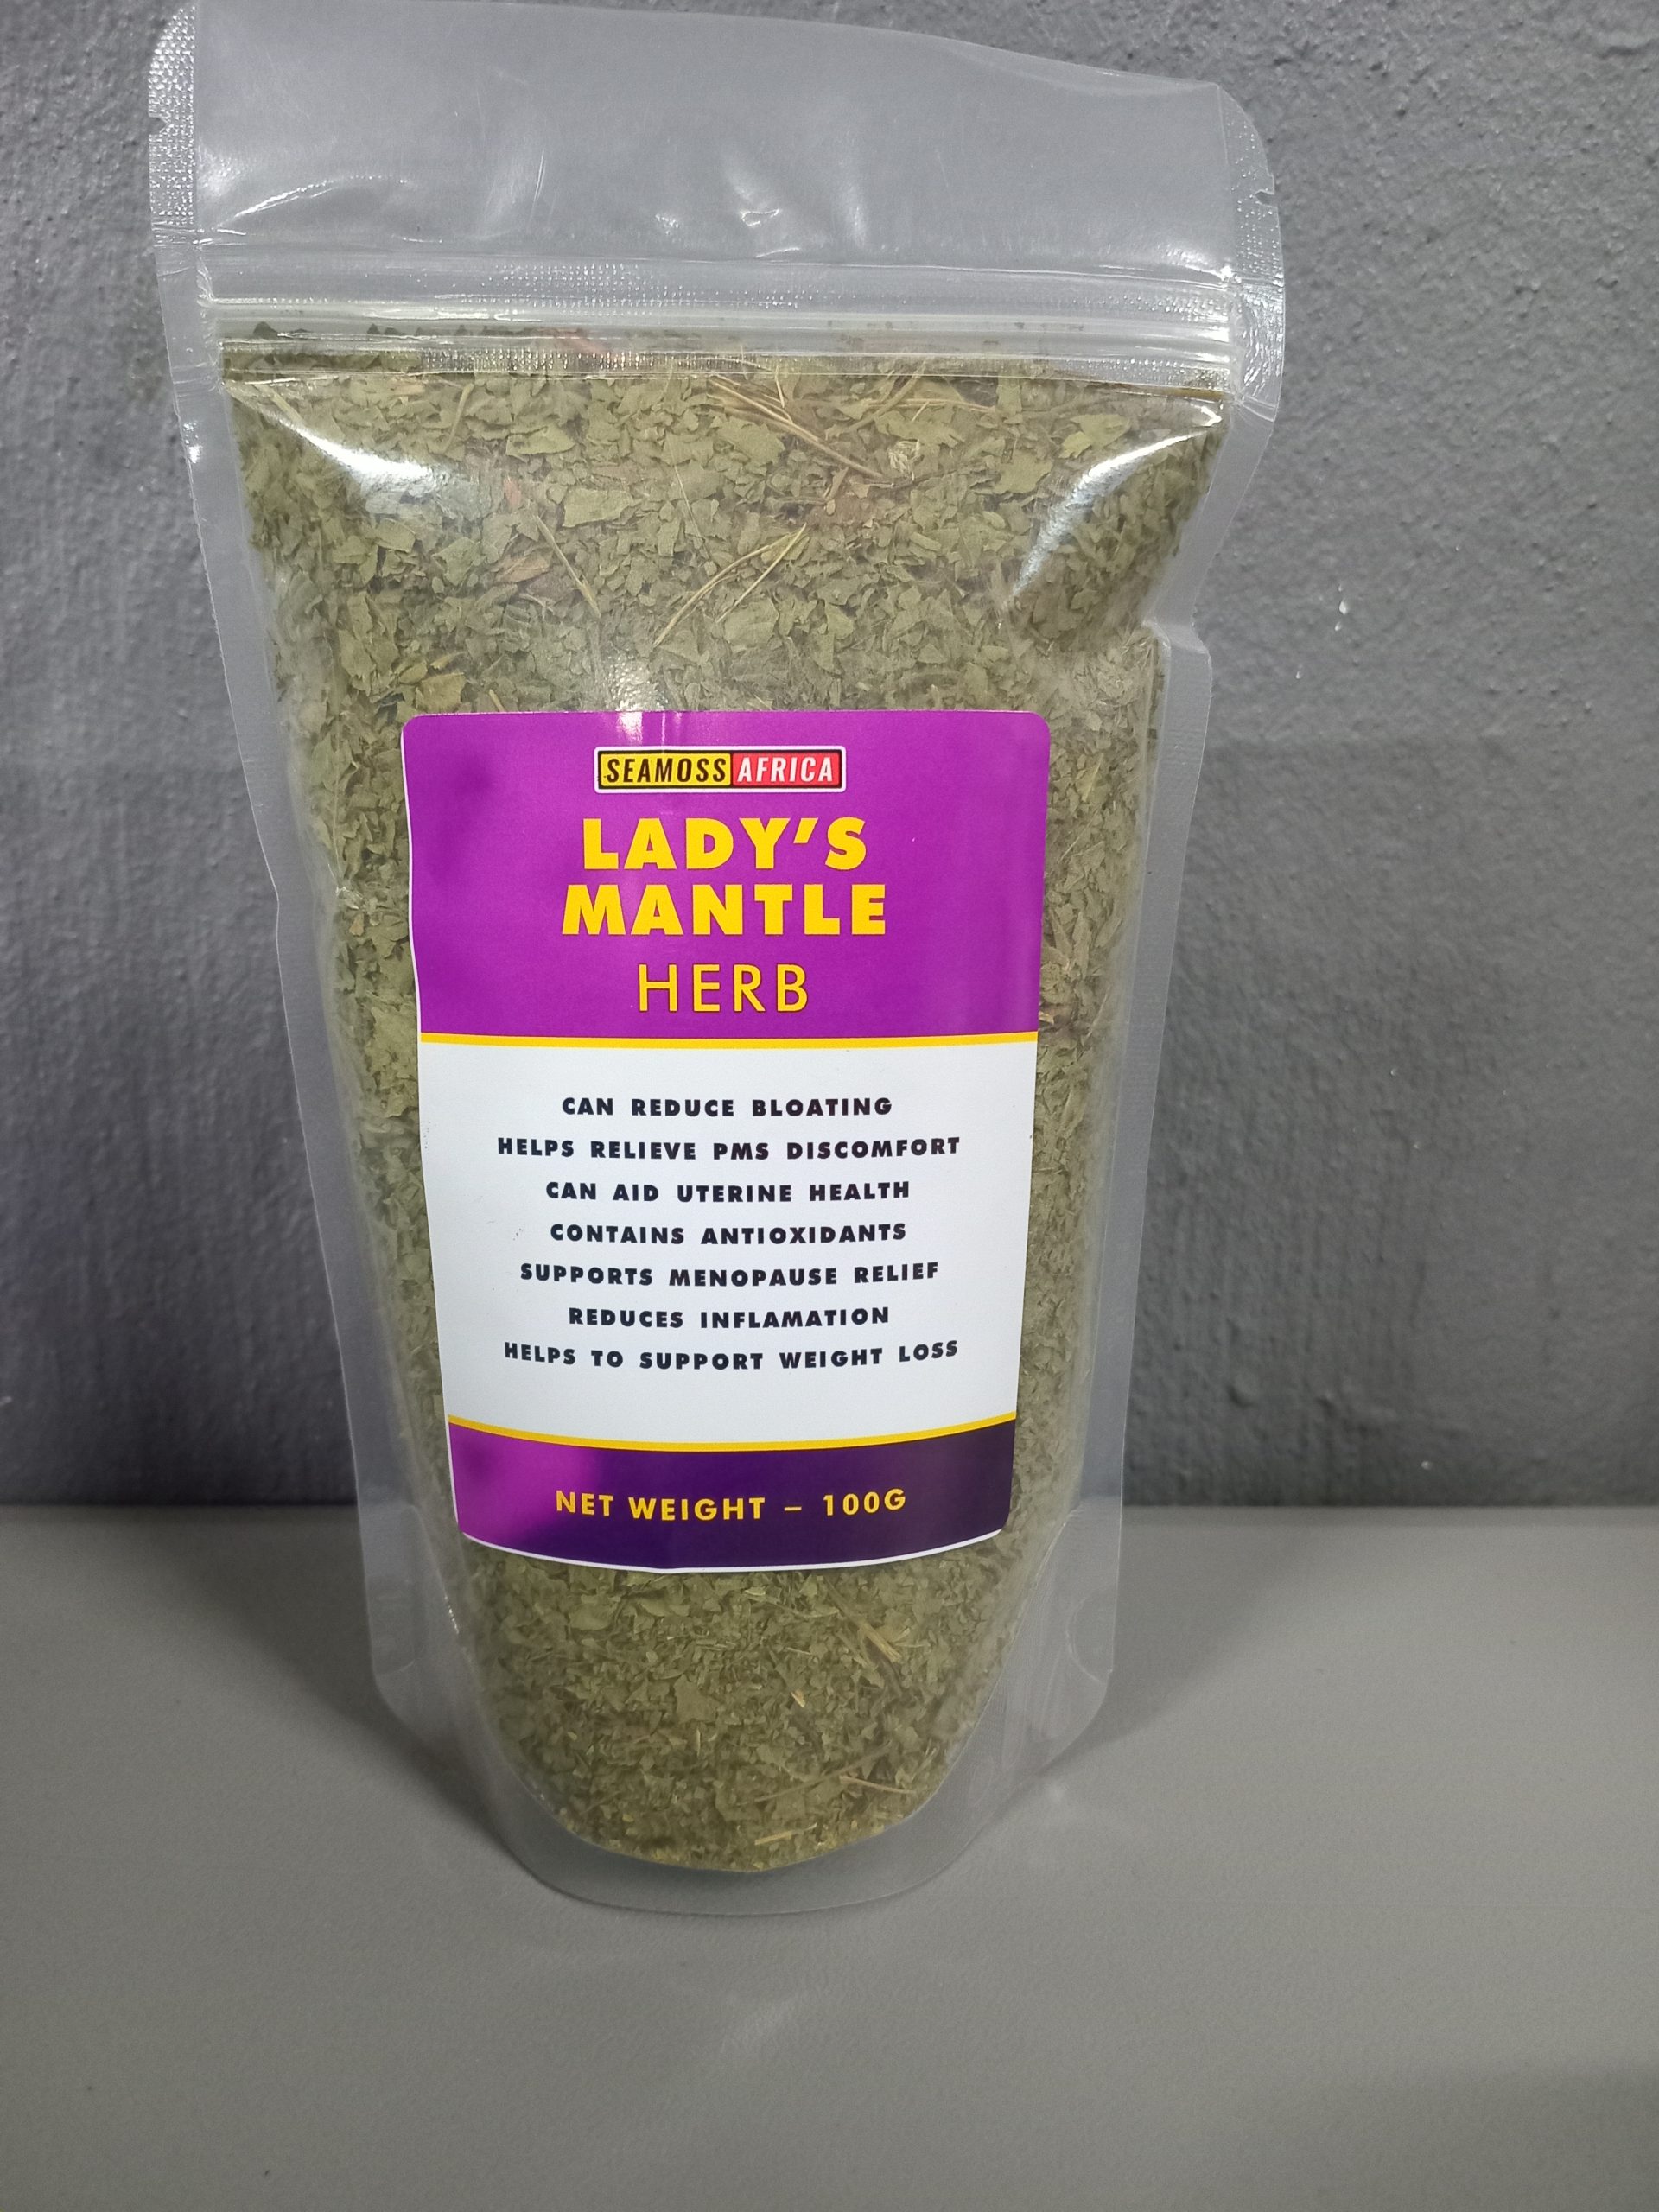 SEAMOSS AFRICA
LADY'S
MANTLE
HERB
CAN REDUCE BLOATING
HELPS RELIEVE PMS DISCOMFORT
CAN AID UTERINE HEALTH
CONTAINS ANTIOXIDANTS
SUPPORTS MENOPAUSE RELIEF
REDUCES INFLAMATION
HELPS TO SUPPORT WEIGHT LOSS
NET WEIGHT – 100G